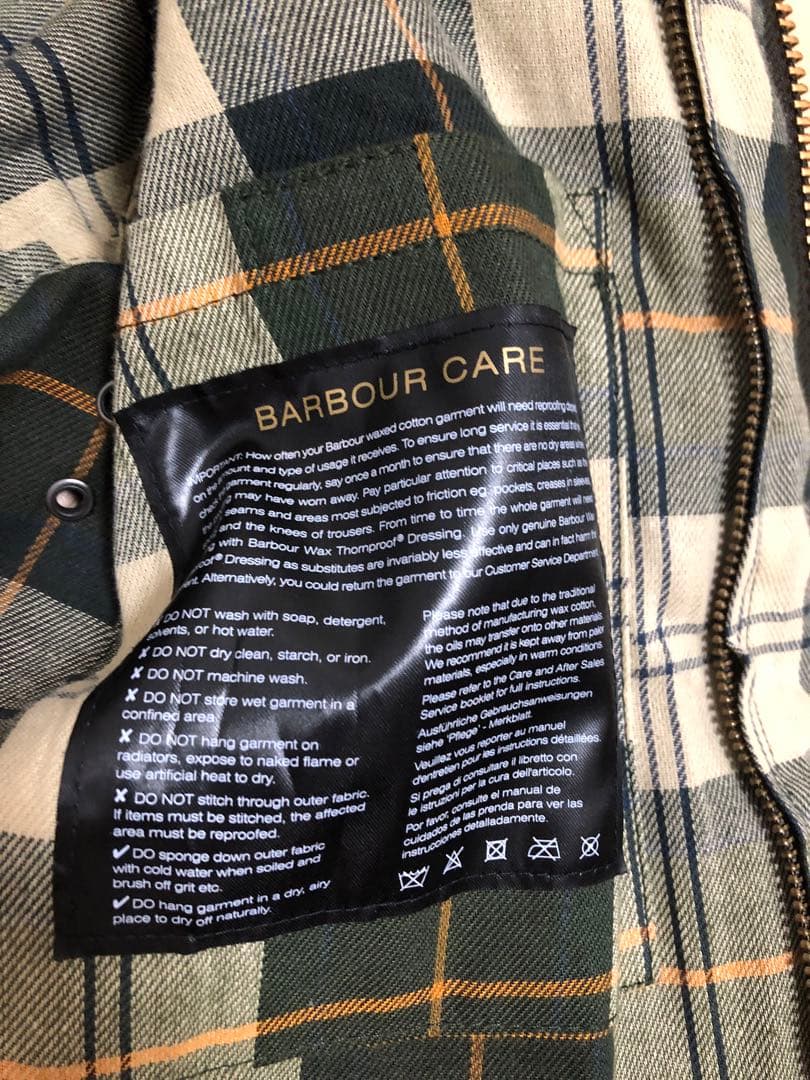 BARBOUR CARE
IMPORTANT: How often your Barbour waxed cotton garment will need reproofing
on the amount and type of usage it receives. To ensure long service it is essential
garment regularly, say once a month to ensure that there are no dry areas
may have worn away. Pay particular attention to critical places such as the
seams and areas most subjected to friction eg. pockets, creases in sleeves
and the knees of trousers. From time to time the whole garment will need
with Barbour Wax Thornproof® Dressing. Use only genuine Barbour Wax
® Dressing as substitutes are invariably less effective and can in fact harm the
Alternatively, you could return the garment to our Customer Service Department
✘ DO NOT wash with soap, detergent,
solvents, or hot water.
✘ DO NOT dry clean, starch, or iron.
✘ DO NOT machine wash.
✘ DO NOT store wet garment in a
confined area.
✘ DO NOT hang garment on
radiators, expose to naked flame or
use artificial heat to dry.
✘ DO NOT stitch through outer fabric.
If items must be stitched, the affected
area must be reproofed.
✔ DO sponge down outer fabric
with cold water when soiled and
brush off grit etc.
✔ DO hang garment in a dry, airy
place to dry off naturally.
Please note that due to the traditional
method of manufacturing wax cotton,
the oils may transfer onto other materials
We recommend it is kept away from paler
materials, especially in warm conditions.
Please refer to the Care and After Sales
Service booklet for full instructions.
Ausführliche Gebrauchsanweisungen
siehe 'Pflege' - Merkblatt.
Veuillez vous reporter au manuel
d'entretien pour les instructions détaillées.
Si prega di consultare il libretto con
le istruzioni per la cura dell'articolo.
Por favor, consulte el manual de
cuidados de las prenda para ver las
instrucciones detalladamente.